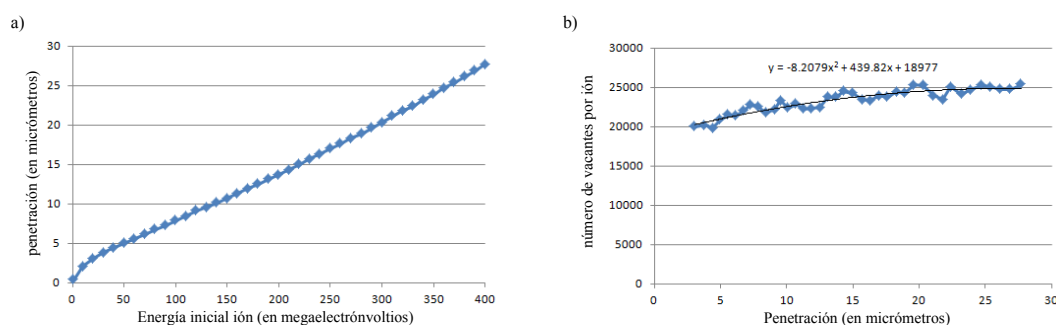 a)
penetración (en micrometros)
30
25
20
15
10
5
0
0 50 100 150 200 250 300 350 400
Energía inicial ión (en megaelectrónvoltios)
b)
número de vacantes por ión
30000
25000
20000
15000
10000
5000
0
y = -8.2079x² + 439.82x + 18977
0 5 10 15 20 25 30
Penetración (en micrómetros)